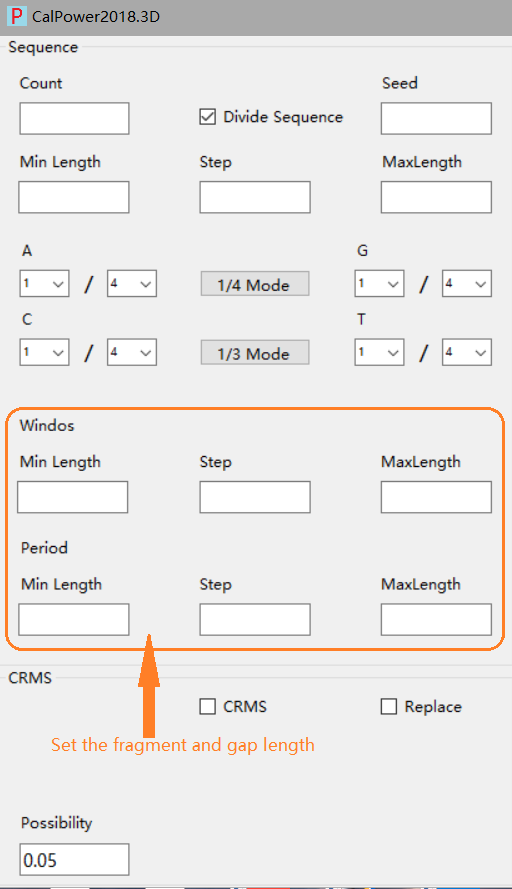 P CalPower2018.3D
Sequence
Count Seed
Divide Sequence
Min Length Step MaxLength
A G
1 / 4 1/4 Mode 1 / 4
C T
1 / 4 1/3 Mode 1 / 4
Windos
Min Length Step MaxLength
Period
Min Length Step MaxLength
CRMS
CRMS Replace
Set the fragment and gap length
Possibility
0.05